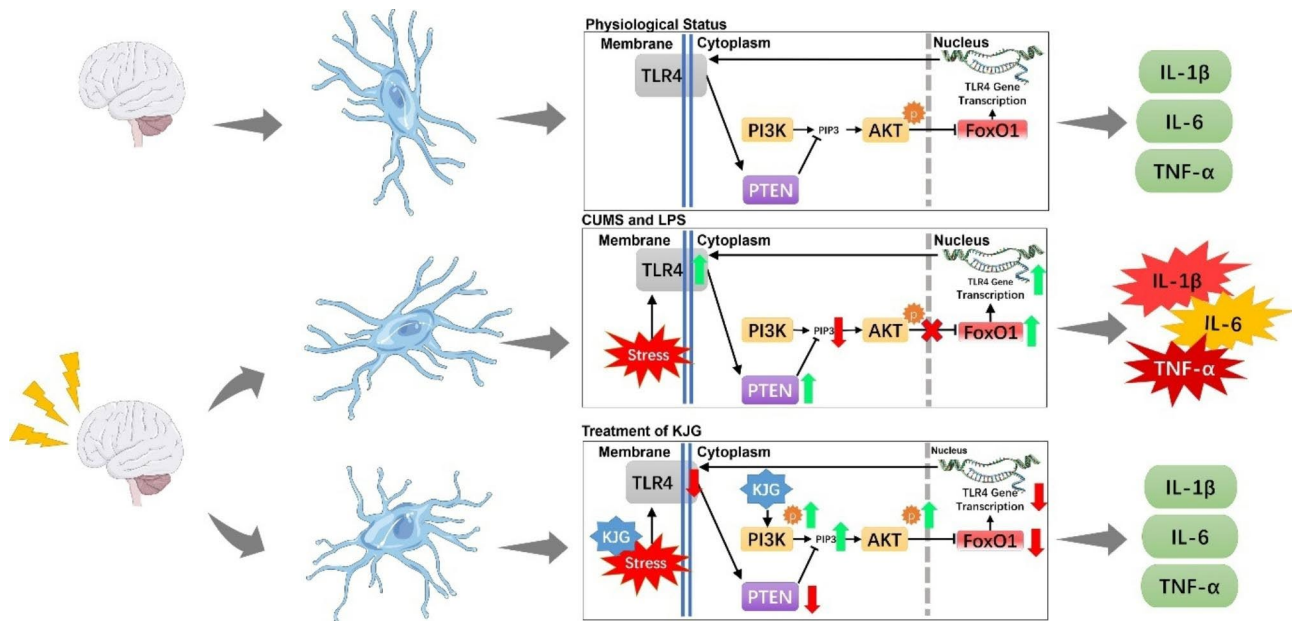 Physiological Status
Membrane
Cytoplasm
Nucleus
TLR4
TLR4 Gene
Transcription
p
PI3K
PIP3
AKT
FoxO1
PTEN
IL-1β
IL-6
TNF-α
CUMS and LPS
Membrane
Cytoplasm
Nucleus
TLR4
TLR4 Gene
Transcription
p
PI3K
PIP3
AKT
FoxO1
Stress
PTEN
IL-1β
IL-6
TNF-α
Treatment of KJG
Membrane
Cytoplasm
Nucleus
TLR4
KJG
TLR4 Gene
Transcription
p
p
KJG
PI3K
PIP3
AKT
FoxO1
Stress
PTEN
IL-1β
IL-6
TNF-α